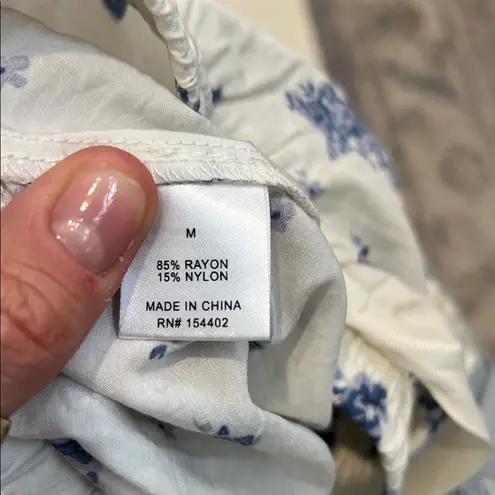 M
85% RAYON
15% NYLON
MADE IN CHINA
RN# 154402